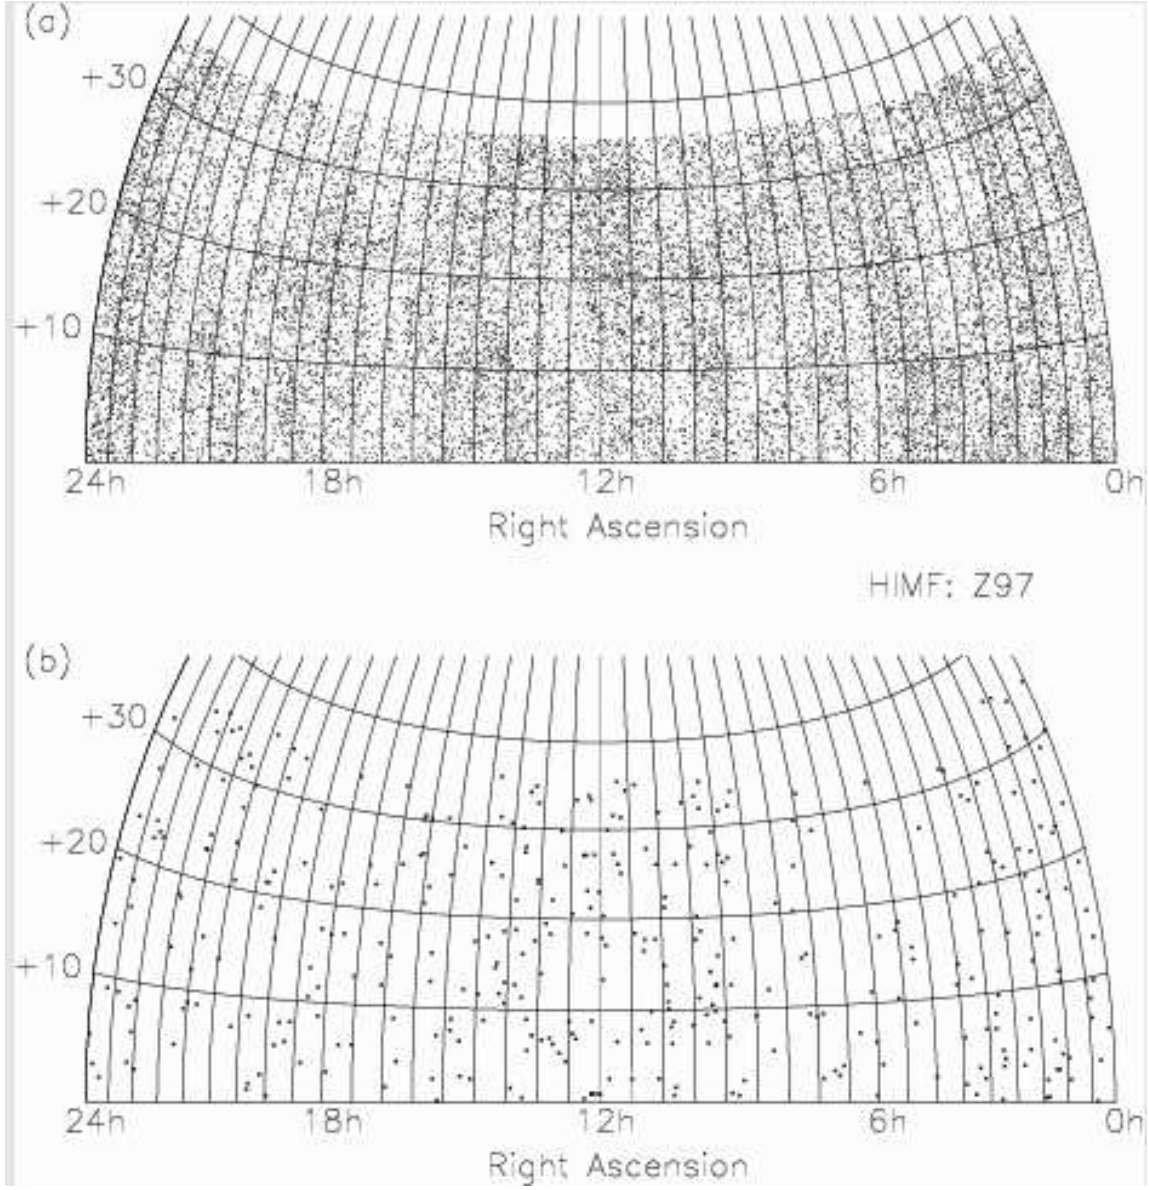 (a)
+30
+20
+10
24h 18h 12h 6h 0h
Right Ascension
HIMF: Z97
(b)
+30
+20
+10
24h 18h 12h 6h 0h
Right Ascension